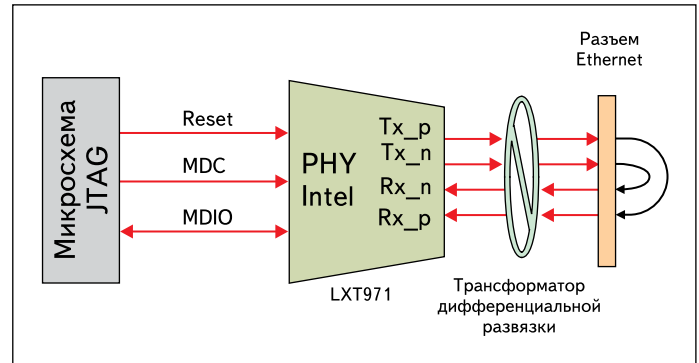 Разъем
Ethernet
Микросхема
JTAG
Reset
MDC
MDIO
PHY
Intel
Tx_p
Tx_n
Rx_n
Rx_p
LXT971
Трансформатор
дифференциальной
развязки